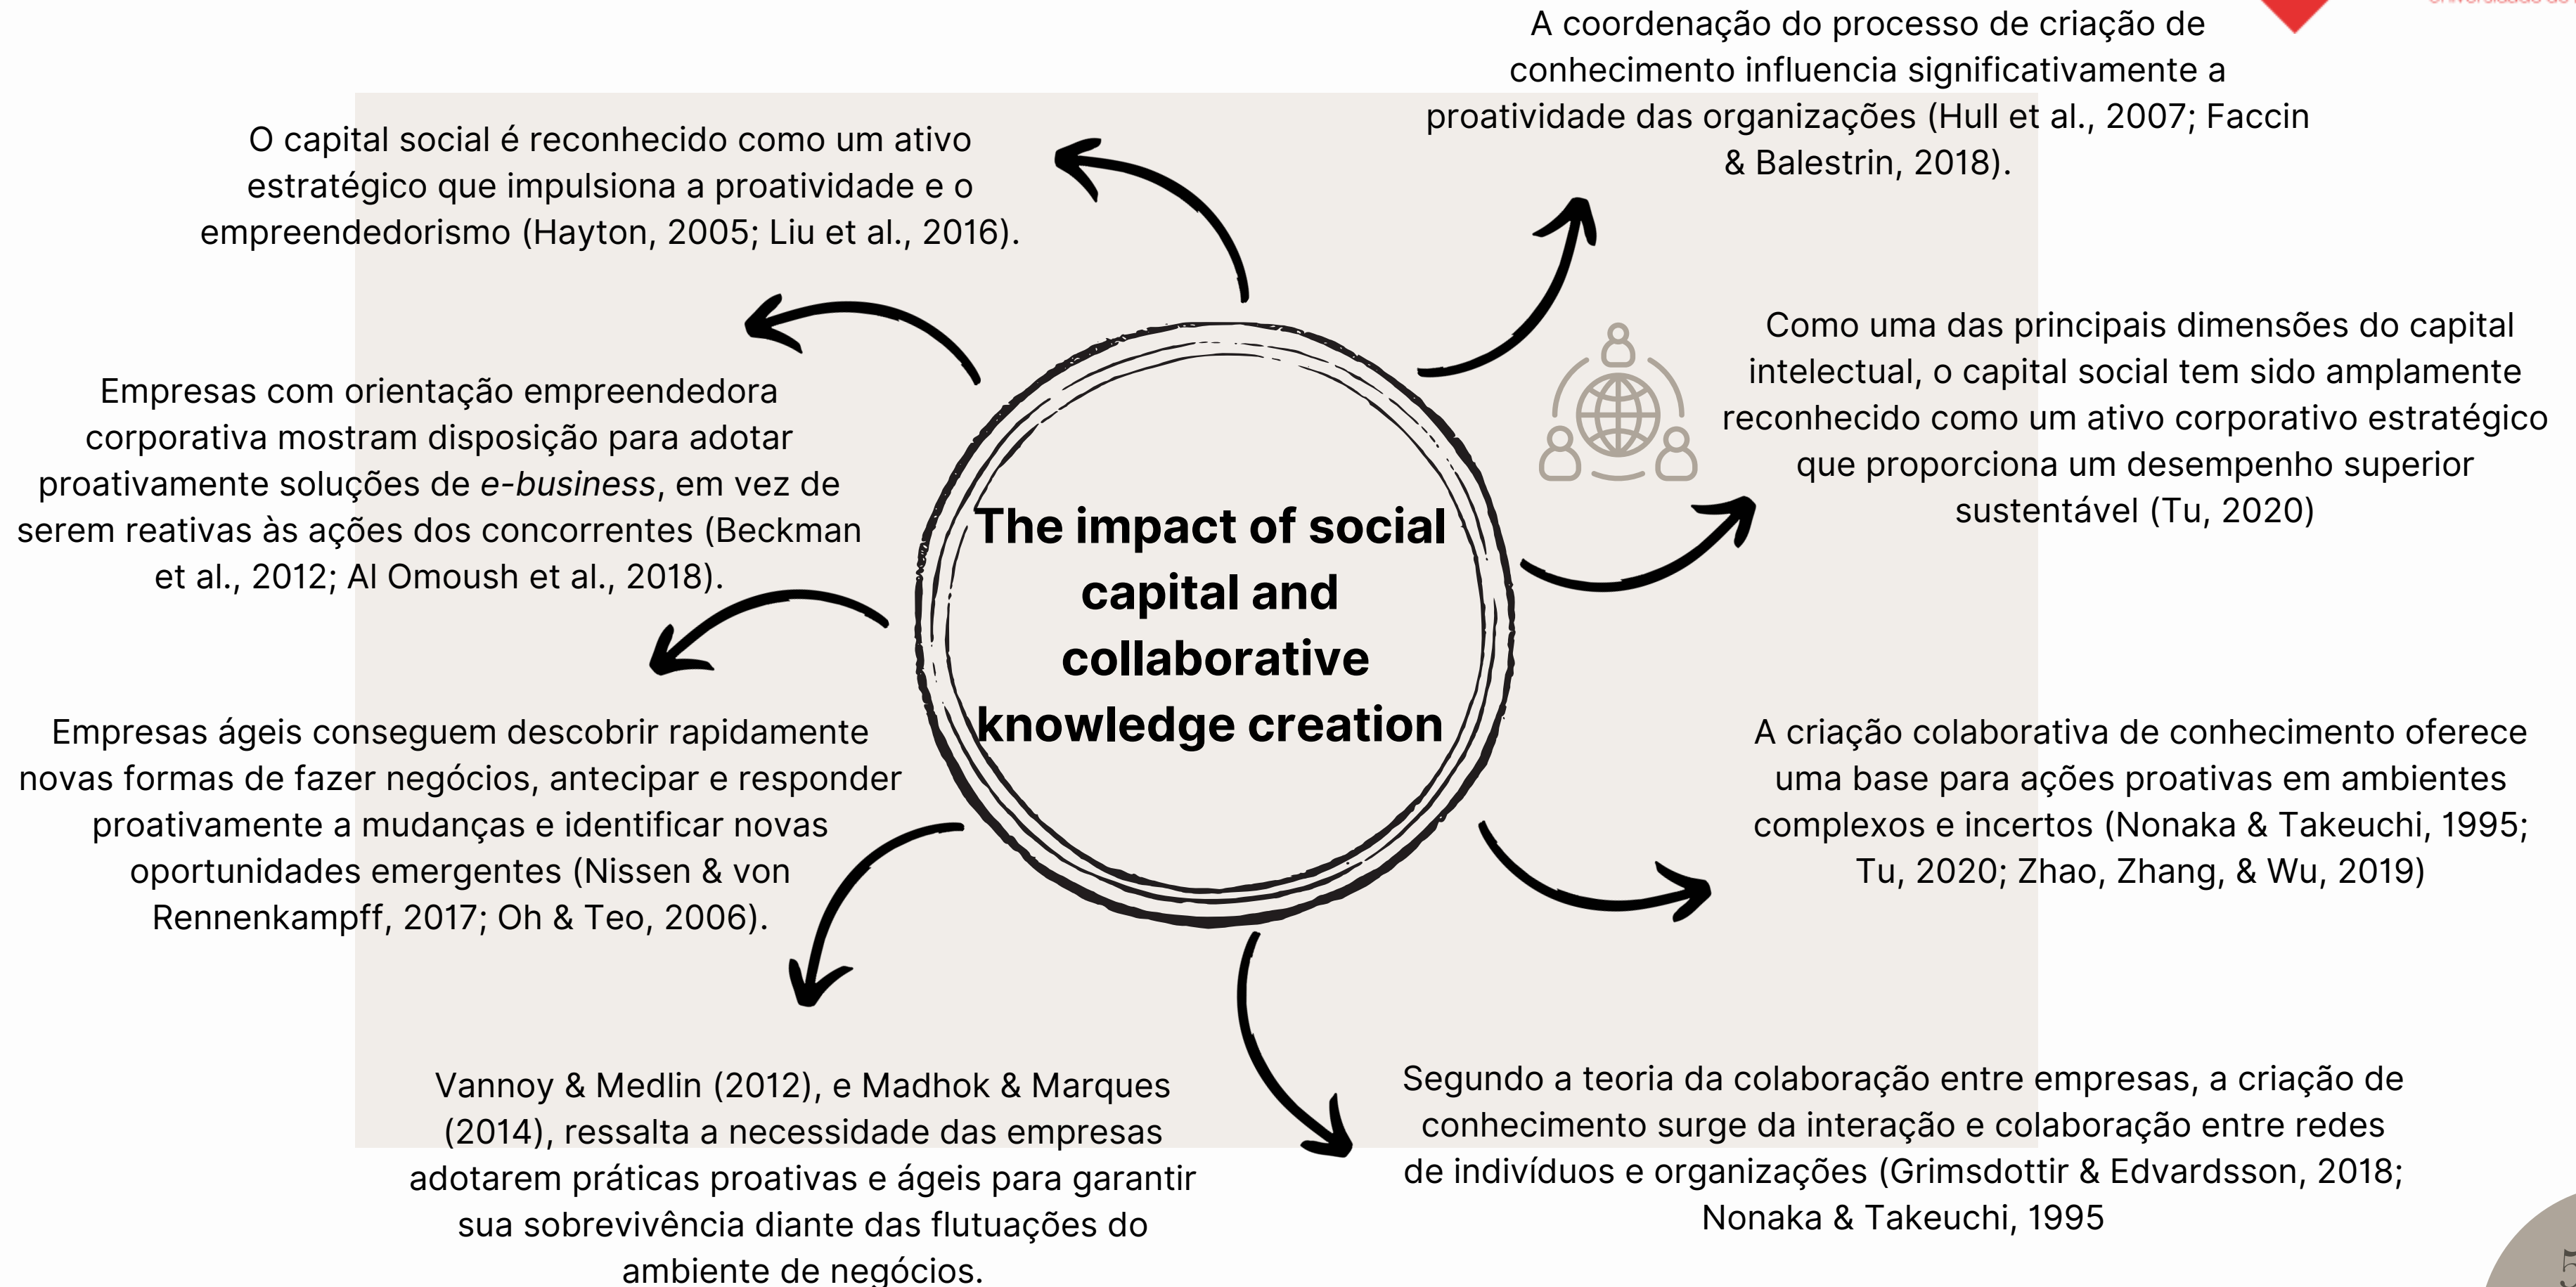 A coordenação do processo de criação de
conhecimento influencia significativamente a
proatividade das organizações (Hull et al., 2007; Faccin
& Balestrin, 2018).
O capital social é reconhecido como um ativo
estratégico que impulsiona a proatividade e o
empreendedorismo (Hayton, 2005; Liu et al., 2016).
Como uma das principais dimensões do capital
intelectual, o capital social tem sido amplamente
reconhecido como um ativo corporativo estratégico
que proporciona um desempenho superior
sustentável (Tu, 2020)
Empresas com orientação empreendedora
corporativa mostram disposição para adotar
proativamente soluções de e-business, em vez de
serem reativas às ações dos concorrentes (Beckman
et al., 2012; Al Omoush et al., 2018).
The impact of social
capital and
collaborative
knowledge creation
Empresas ágeis conseguem descobrir rapidamente
novas formas de fazer negócios, antecipar e responder
proativamente a mudanças e identificar novas
oportunidades emergentes (Nissen & von
Rennenkampff, 2017; Oh & Teo, 2006).
A criação colaborativa de conhecimento oferece
uma base para ações proativas em ambientes
complexos e incertos (Nonaka & Takeuchi, 1995;
Tu, 2020; Zhao, Zhang, & Wu, 2019)
Vannoy & Medlin (2012), e Madhok & Marques
(2014), ressalta a necessidade das empresas
adotarem práticas proativas e ágeis para garantir
sua sobrevivência diante das flutuações do
ambiente de negócios.
Segundo a teoria da colaboração entre empresas, a criação de
conhecimento surge da interação e colaboração entre redes
de indivíduos e organizações (Grimsdottir & Edvardsson, 2018;
Nonaka & Takeuchi, 1995